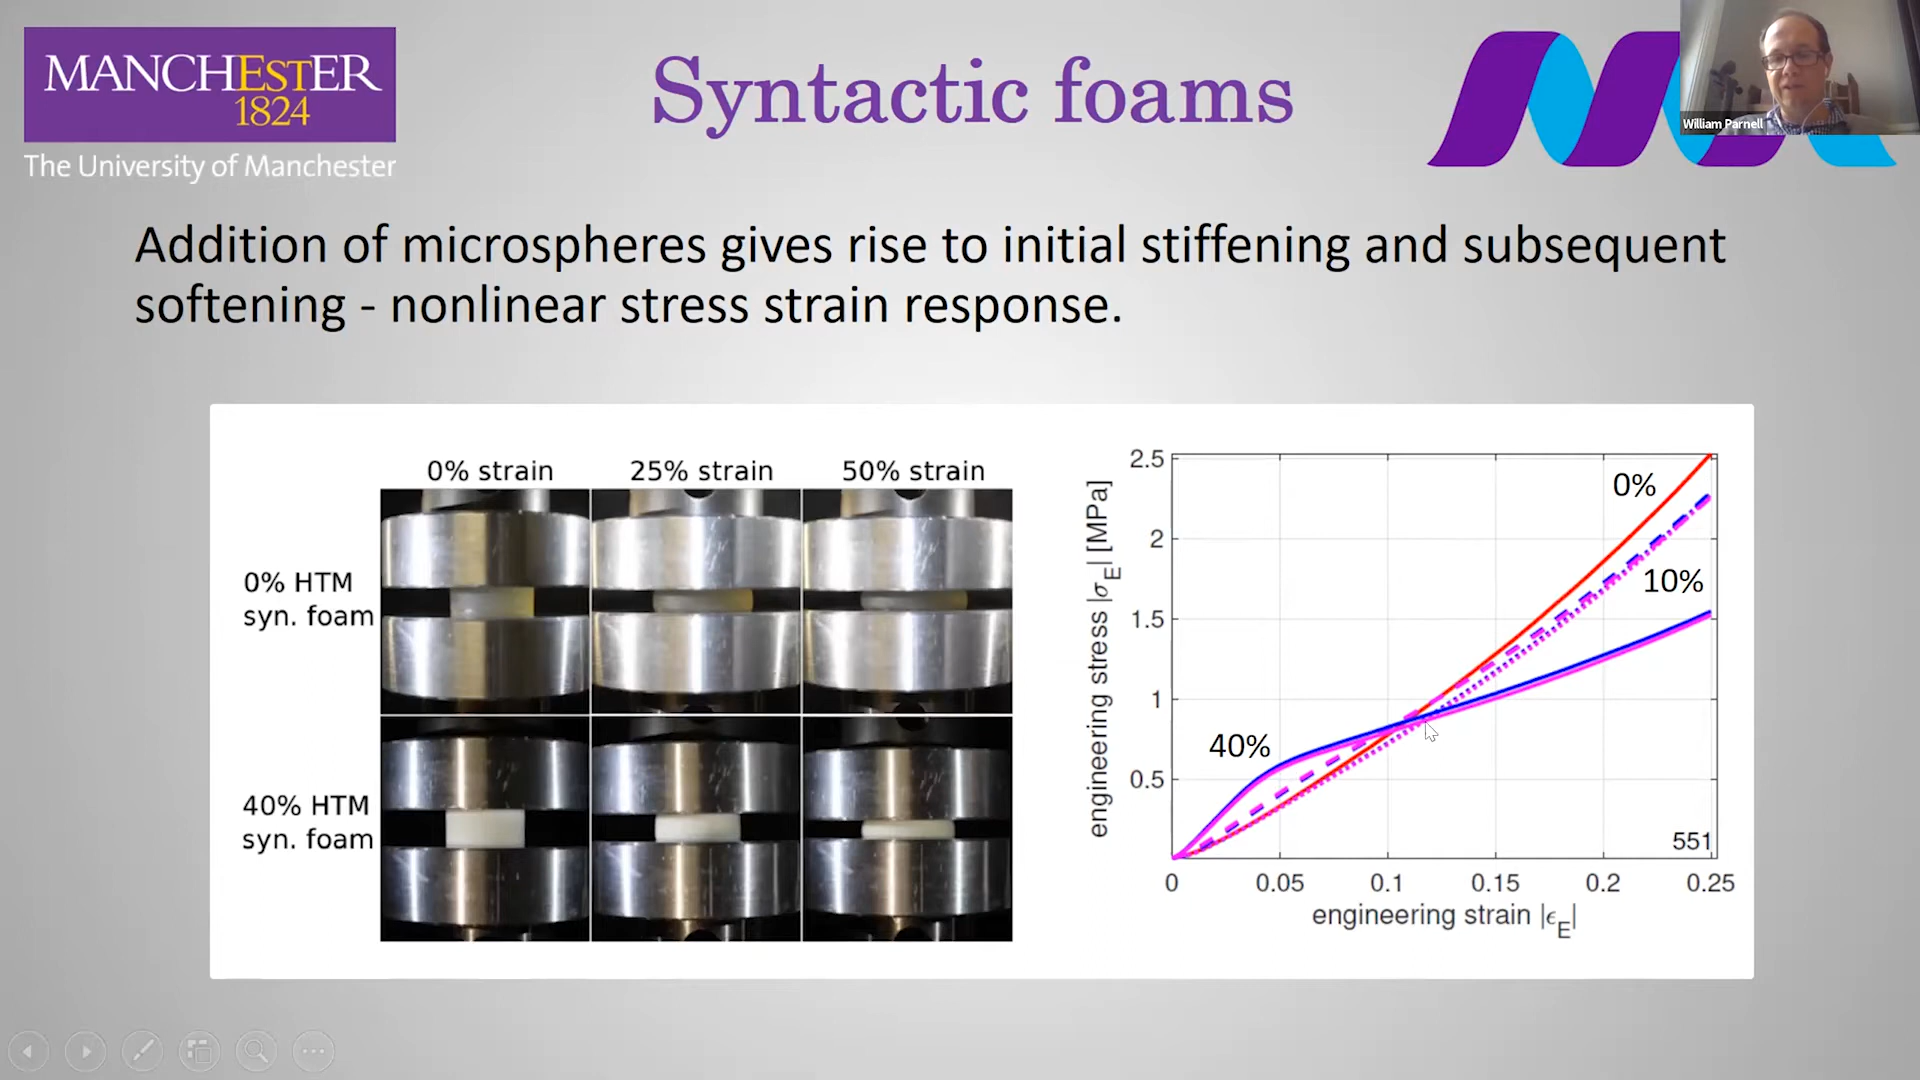 MANCHESTER
1824
The University of Manchester
Syntactic foams
William Parnell
Addition of microspheres gives rise to initial stiffening and subsequent
softening - nonlinear stress strain response.
0% strain
25% strain
50% strain
0% HTM
syn. foam
40% HTM
syn. foam
engineering stress |σ_E| [MPa]
2.5
2
1.5
1
0.5
0%
10%
40%
551
0
0.05
0.1
0.15
0.2
0.25
engineering strain |ϵ_E|